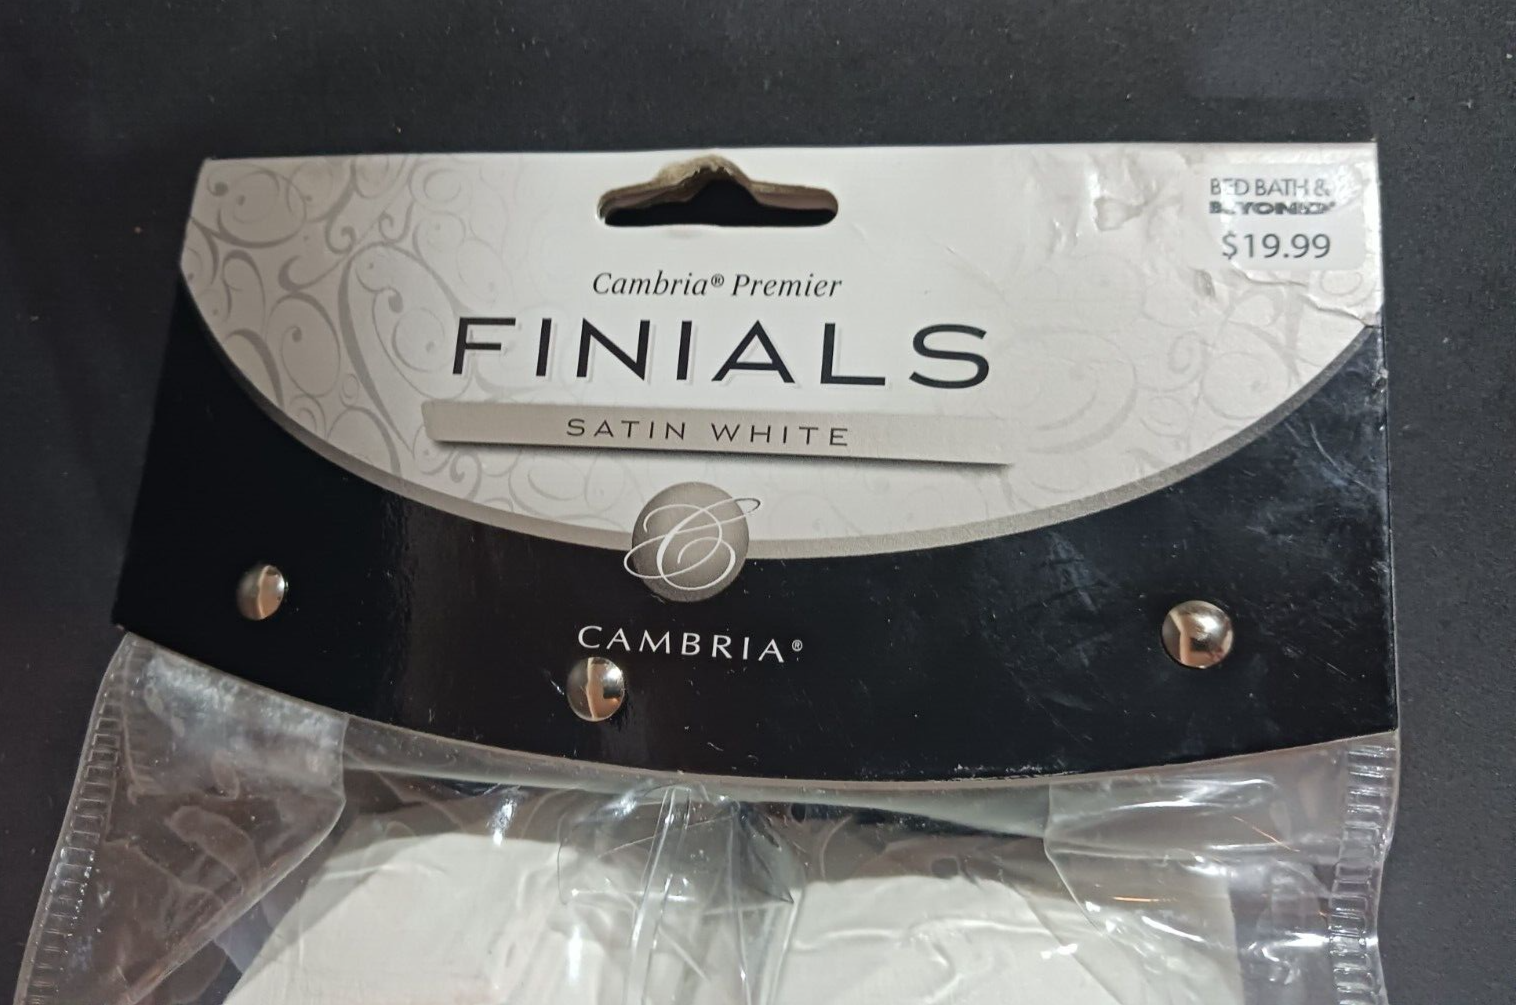 BED BATH &
BEYOND®
$19.99
Cambria® Premier
FINIALS
SATIN WHITE
C
CAMBRIA®